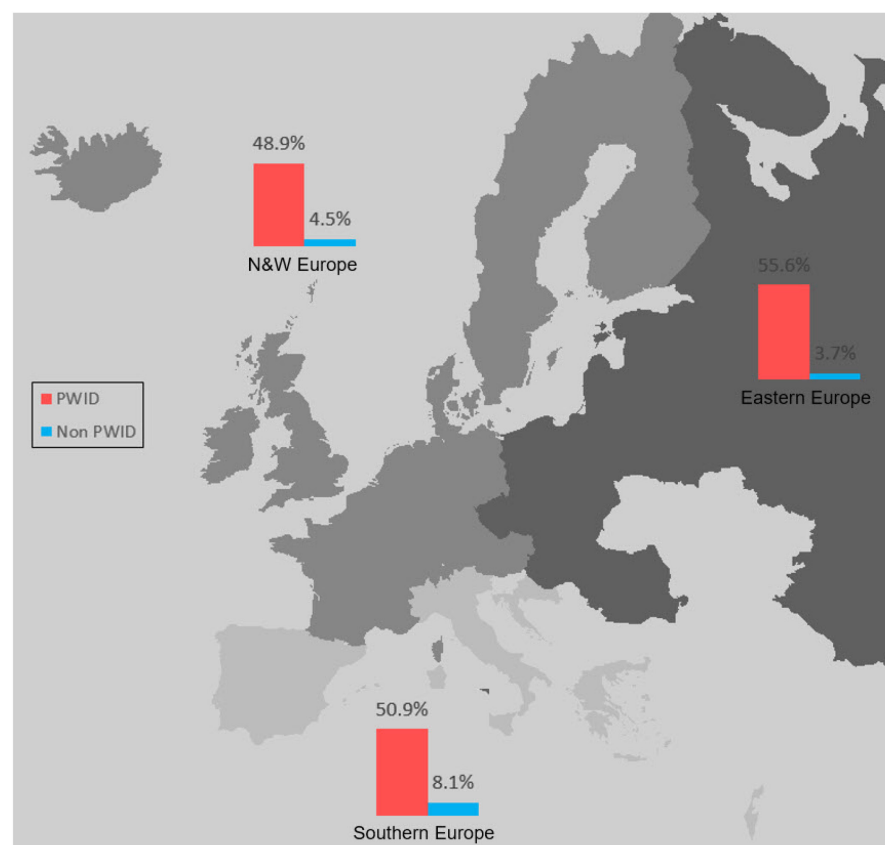 48.9%
4.5%
N&W Europe
55.6%
3.7%
Eastern Europe
PWID
Non PWID
50.9%
8.1%
Southern Europe